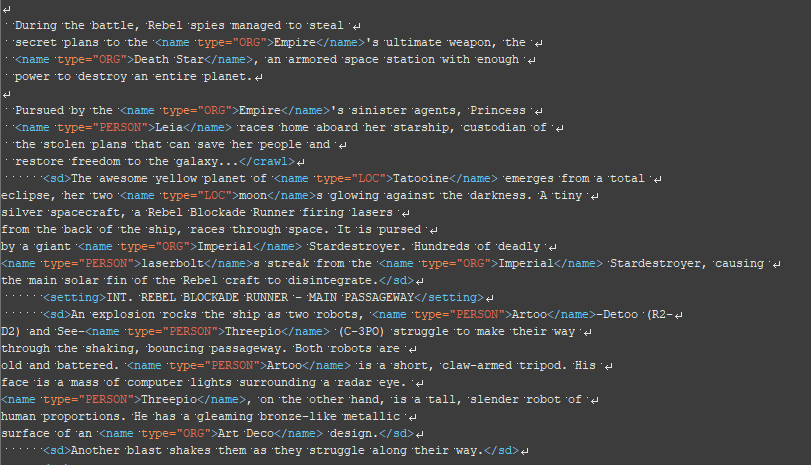 During the battle, Rebel spies managed to steal
secret plans to the <name type="ORG">Empire</name>'s ultimate weapon, the
<name type="ORG">Death Star</name>, an armored space station with enough
power to destroy an entire planet.
Pursued by the <name type="ORG">Empire</name>'s sinister agents, Princess
<name type="PERSON">Leia</name> races home aboard her starship, custodian of
the stolen plans that can save her people and
restore freedom to the galaxy...</crawl>
<sd>The awesome yellow planet of <name type="LOC">Tatooine</name> emerges from a total
eclipse, her two <name type="LOC">moon</name>s glowing against the darkness. A tiny
silver spacecraft, a Rebel Blockade Runner firing lasers
from the back of the ship, races through space. It is pursued
by a giant <name type="ORG">Imperial</name> Stardestroyer. Hundreds of deadly
<name type="PERSON">laserbolt</name>s streak from the <name type="ORG">Imperial</name> Stardestroyer, causing
the main solar fin of the Rebel craft to disintegrate.</sd>
<setting>INT. REBEL BLOCKADE RUNNER - MAIN PASSAGEWAY</setting>
<sd>An explosion rocks the ship as two robots, <name type="PERSON">Artoo</name>-Detoo (R2-
D2) and See-<name type="PERSON">Threepio</name> (C-3PO) struggle to make their way
through the shaking, bouncing passageway. Both robots are
old and battered. <name type="PERSON">Artoo</name> is a short, claw-armed tripod. His
face is a mass of computer lights surrounding a radar eye.
<name type="PERSON">Threepio</name>, on the other hand, is a tall, slender robot of
human proportions. He has a gleaming bronze-like metallic
surface of an <name type="ORG">Art Deco</name> design.</sd>
<sd>Another blast shakes them as they struggle along their way.</sd>